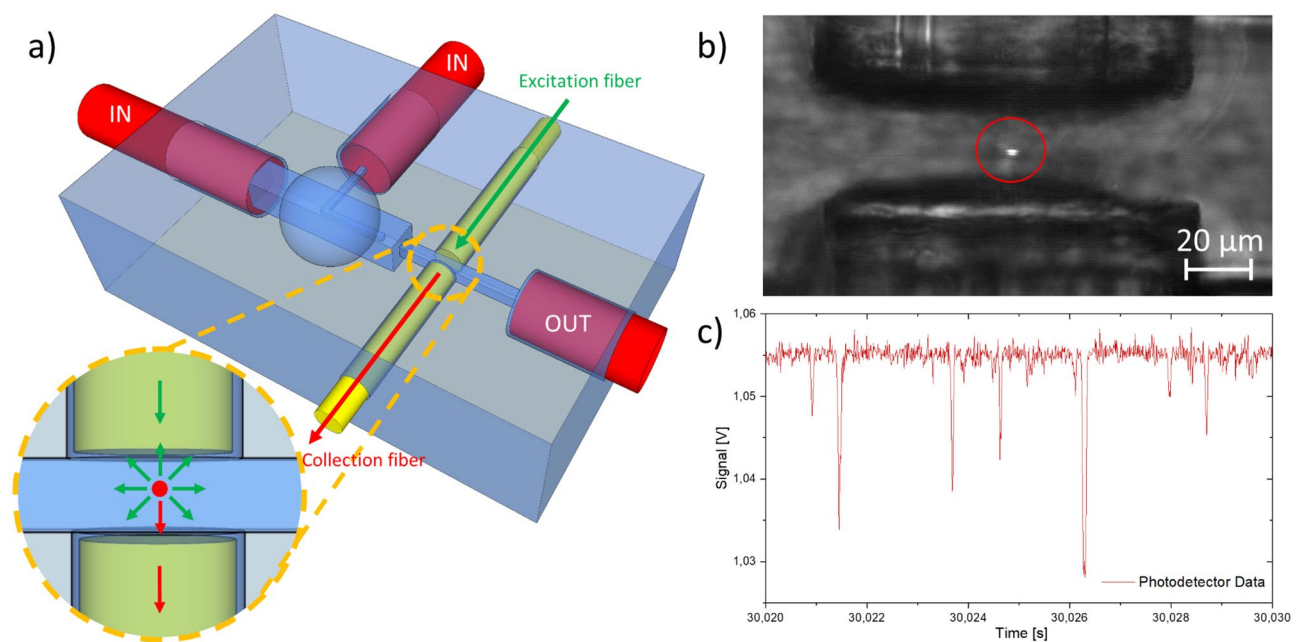 a)
IN
IN
Excitation fiber
OUT
Collection fiber
b)
20 µm
c)
1,06
1,05
1,04
1,03
Signal [V]
Photodetector Data
30,020
30,022
30,024
30,026
30,028
30,030
Time [s]